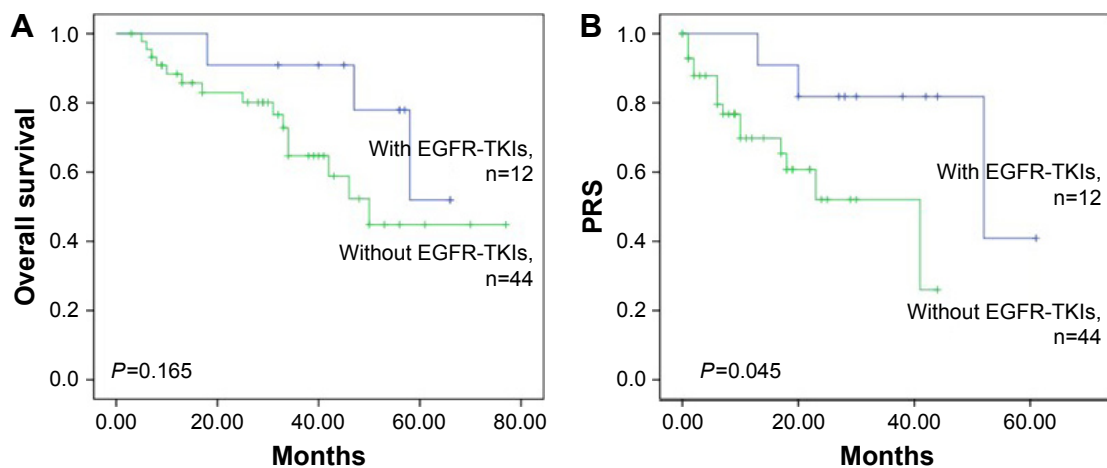 A
Overall survival
1.0
0.8
0.6
0.4
0.2
0.0
With EGFR-TKIs,
n=12
Without EGFR-TKIs,
n=44
P=0.165
0.00 20.00 40.00 60.00 80.00
Months
B
PRS
1.0
0.8
0.6
0.4
0.2
0.0
With EGFR-TKIs,
n=12
Without EGFR-TKIs,
n=44
P=0.045
0.00 20.00 40.00 60.00
Months